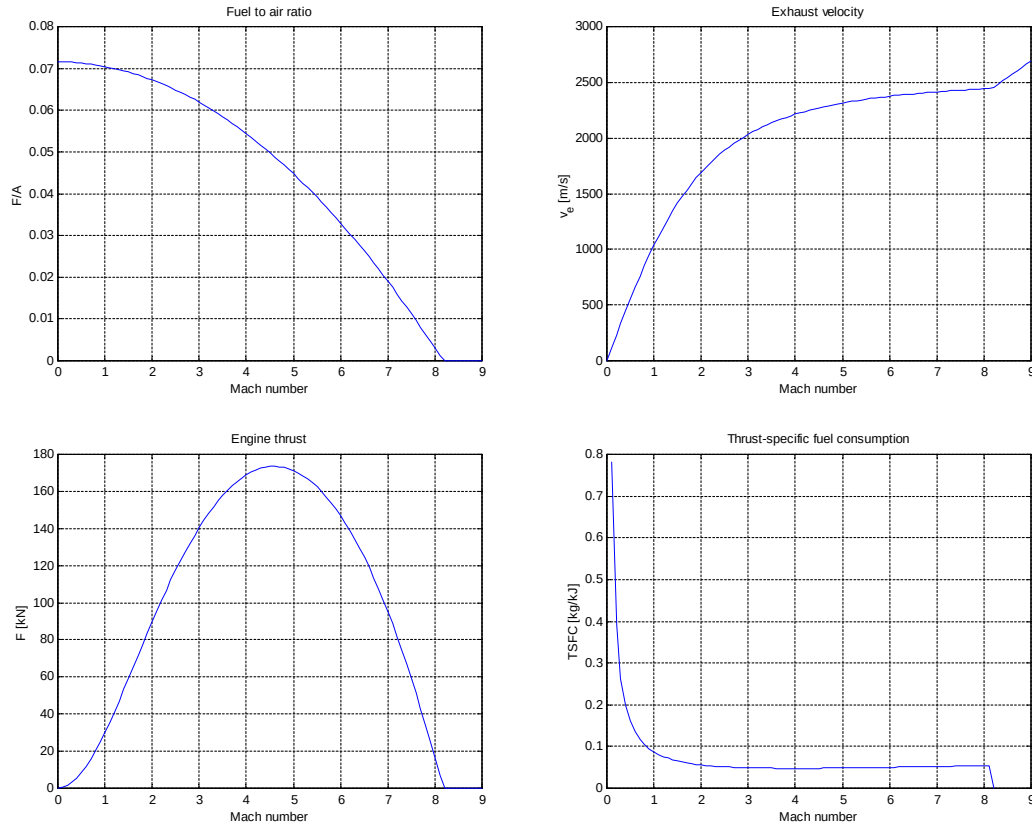 Fuel to air ratio
0.08
0.07
0.06
0.05
0.04
0.03
0.02
0.01
0
F/A
0 1 2 3 4 5 6 7 8 9
Mach number
Exhaust velocity
3000
2500
2000
1500
1000
500
0
v_e [m/s]
0 1 2 3 4 5 6 7 8 9
Mach number
Engine thrust
180
160
140
120
100
80
60
40
20
0
F [kN]
0 1 2 3 4 5 6 7 8 9
Mach number
Thrust-specific fuel consumption
0.8
0.7
0.6
0.5
0.4
0.3
0.2
0.1
0
TSFC [kg/kJ]
0 1 2 3 4 5 6 7 8 9
Mach number